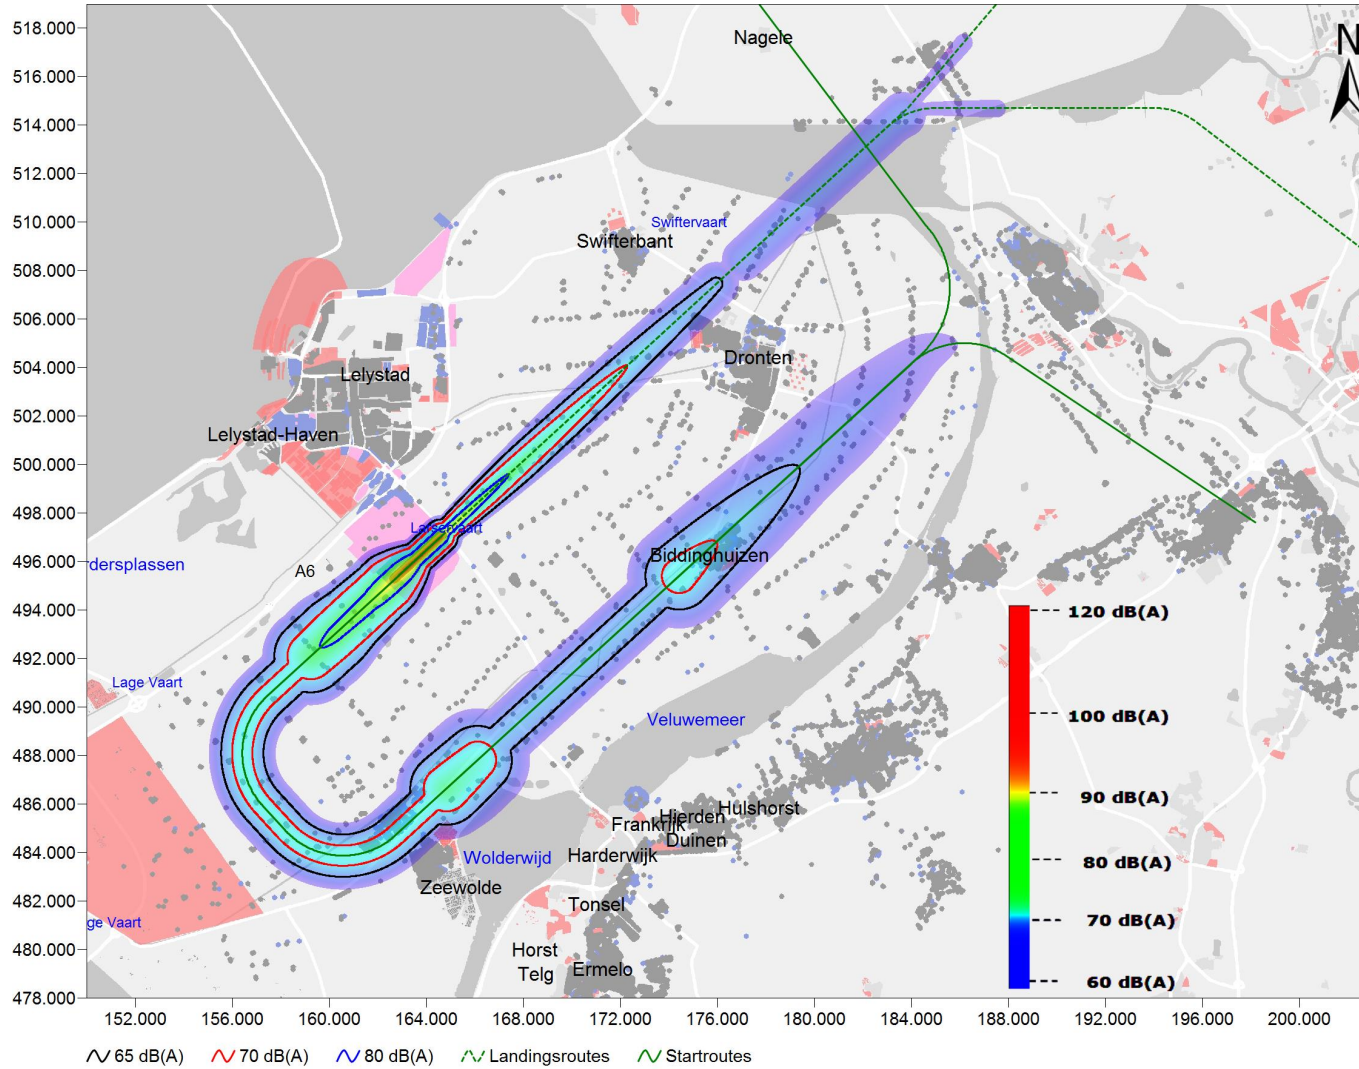 518.000
516.000
514.000
512.000
510.000
508.000
506.000
504.000
502.000
500.000
498.000
496.000
494.000
492.000
490.000
488.000
486.000
484.000
482.000
480.000
478.000
Nagele
N
Swiftervaart
Swifterbant
Dronten
Lelystad
Lelystad-Haven
Larservaart
Biddinghuizen
dersplassen
A6
120 dB(A)
100 dB(A)
90 dB(A)
80 dB(A)
70 dB(A)
60 dB(A)
Lage Vaart
Veluwemeer
Hulshorst
Hierden
Frankrijk
Duinen
Harderwijk
Wolderwijd
Zeewolde
Tonsel
ge Vaart
Horst
Telg
Ermelo
152.000 156.000 160.000 164.000 168.000 172.000 176.000 180.000 184.000 188.000 192.000 196.000 200.000
65 dB(A) 70 dB(A) 80 dB(A) Landingsroutes Startroutes